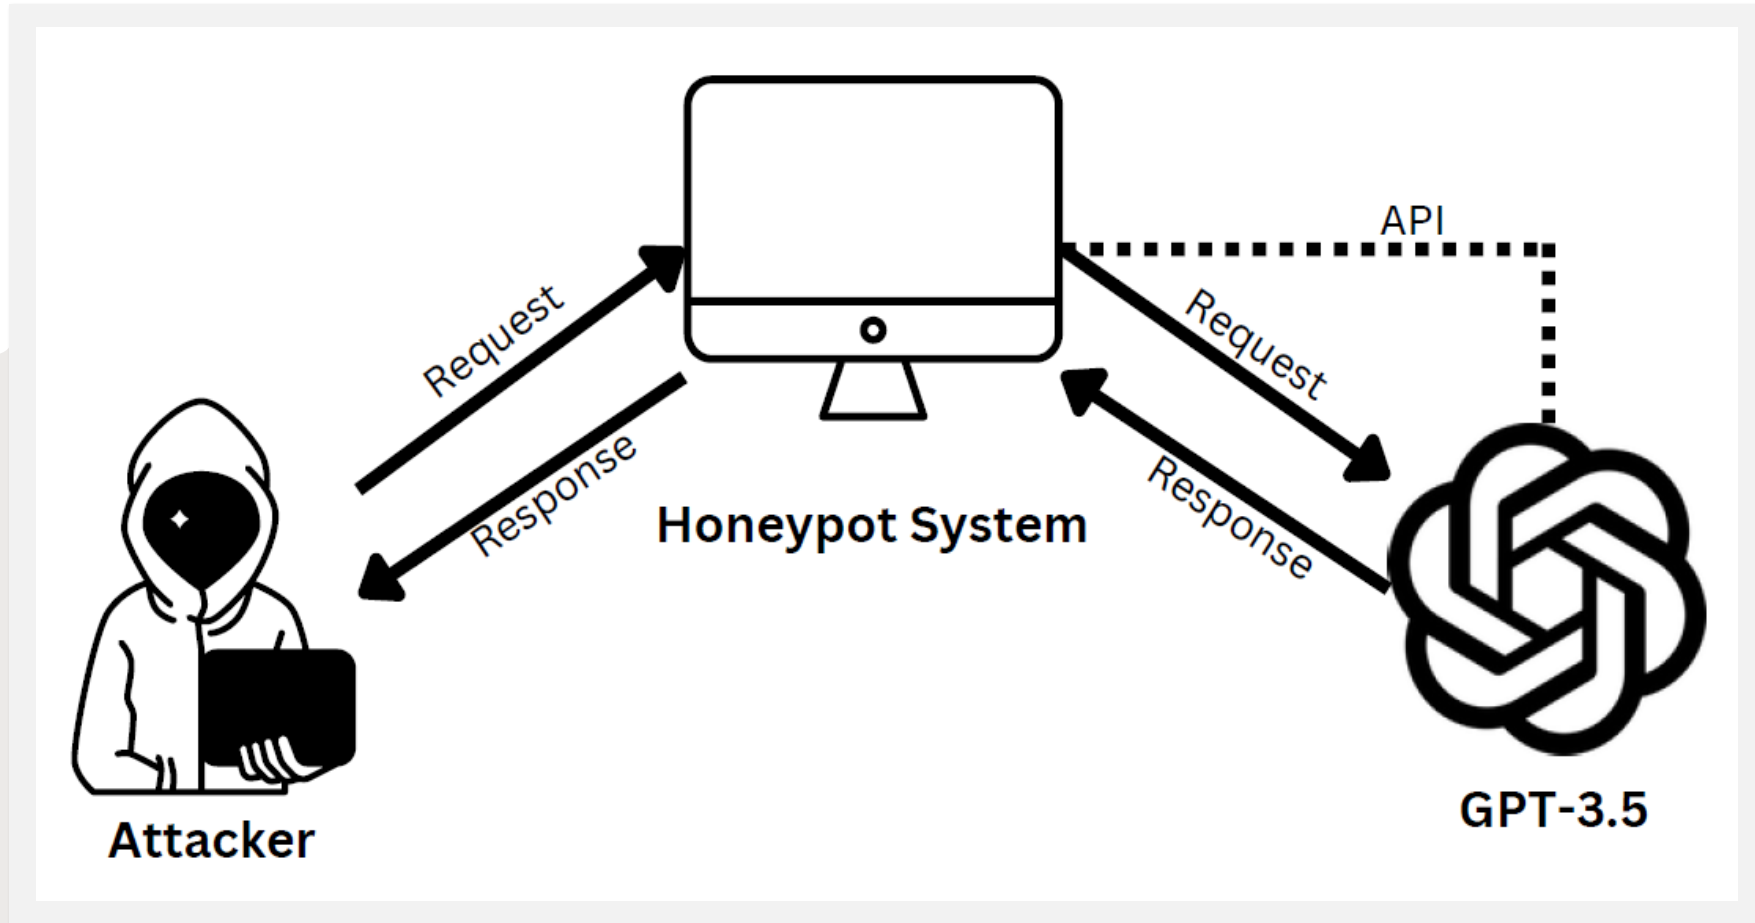 API
Request
Request
Response
Response
Honeypot System
Attacker
GPT-3.5